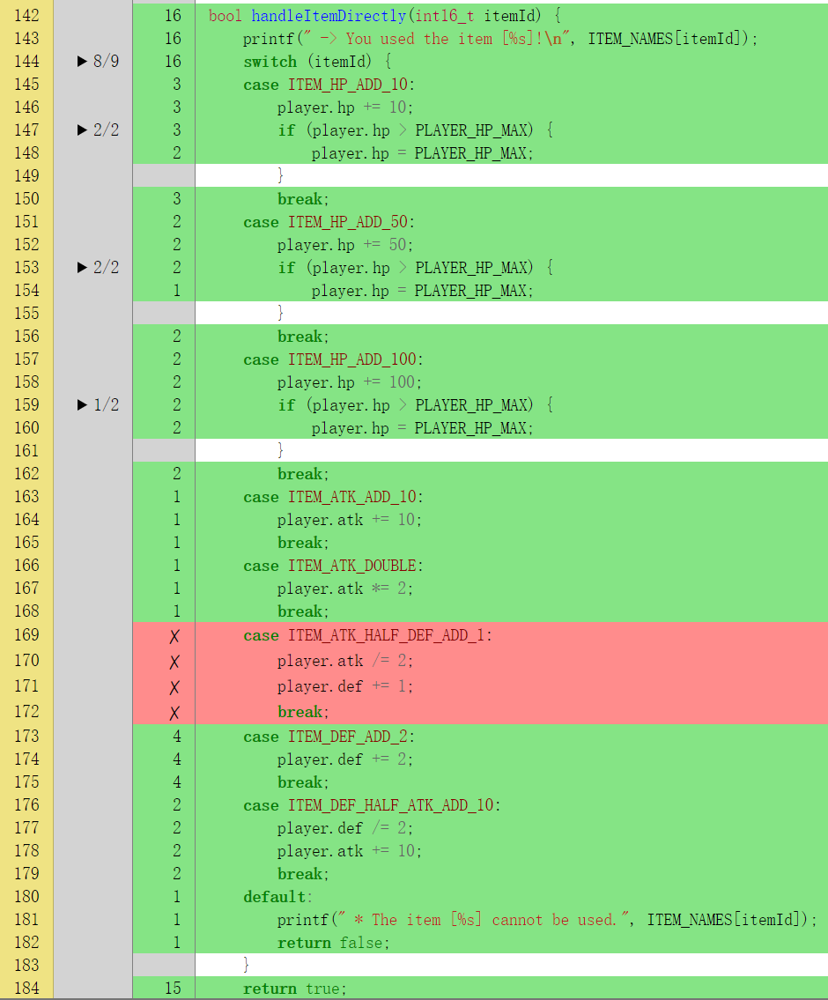 142 16 bool handleItemDirectly(int16_t itemId) {
143 16 printf(" -> You used the item [%s]!\n", ITEM_NAMES[itemId]);
144 ▶ 8/9 16 switch (itemId) {
145 3 case ITEM_HP_ADD_10:
146 3 player.hp += 10;
147 ▶ 2/2 3 if (player.hp > PLAYER_HP_MAX) {
148 2 player.hp = PLAYER_HP_MAX;
149 }
150 3 break;
151 2 case ITEM_HP_ADD_50:
152 2 player.hp += 50;
153 ▶ 2/2 2 if (player.hp > PLAYER_HP_MAX) {
154 1 player.hp = PLAYER_HP_MAX;
155 }
156 2 break;
157 2 case ITEM_HP_ADD_100:
158 2 player.hp += 100;
159 ▶ 1/2 2 if (player.hp > PLAYER_HP_MAX) {
160 2 player.hp = PLAYER_HP_MAX;
161 }
162 2 break;
163 1 case ITEM_ATK_ADD_10:
164 1 player.atk += 10;
165 1 break;
166 1 case ITEM_ATK_DOUBLE:
167 1 player.atk *= 2;
168 1 break;
169 ✗ case ITEM_ATK_HALF_DEF_ADD_1:
170 ✗ player.atk /= 2;
171 ✗ player.def += 1;
172 ✗ break;
173 4 case ITEM_DEF_ADD_2:
174 4 player.def += 2;
175 4 break;
176 2 case ITEM_DEF_HALF_ATK_ADD_10:
177 2 player.def /= 2;
178 2 player.atk += 10;
179 2 break;
180 1 default:
181 1 printf(" * The item [%s] cannot be used.", ITEM_NAMES[itemId]);
182 1 return false;
183 }
184 15 return true;